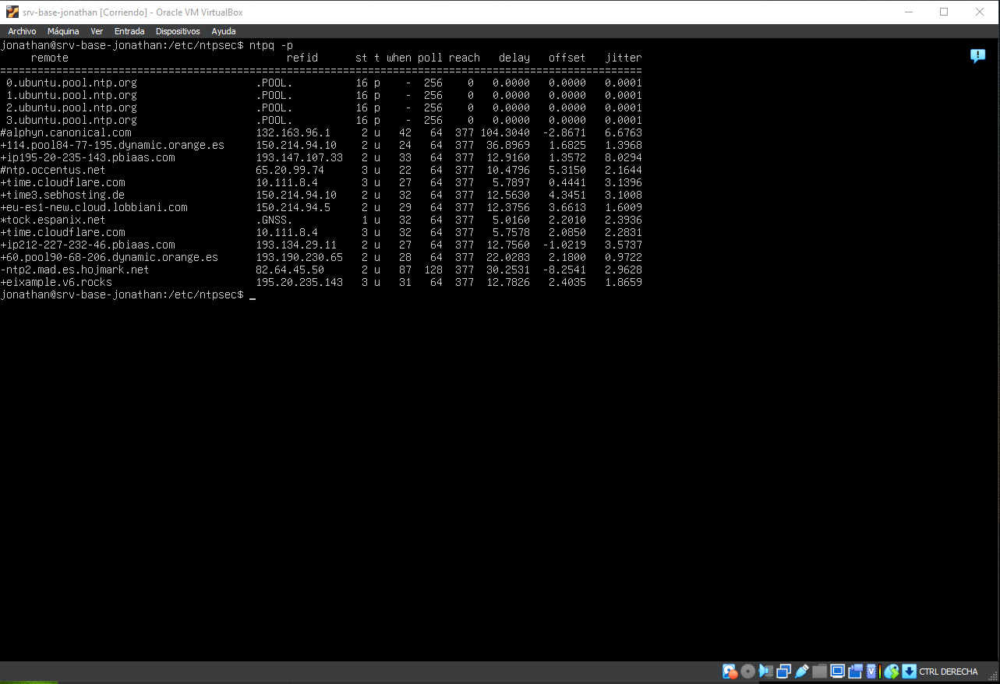 srv-base-jonathan [Corriendo] - Oracle VM VirtualBox
Archivo Máquina Ver Entrada Dispositivos Ayuda
jonathan@srv-base-jonathan:/etc/ntpsec$ ntpq -p
     remote                                   refid      st t when poll reach   delay   offset   jitter
=======================================================================================================
 0.ubuntu.pool.ntp.org                   .POOL.          16 p    -  256    0   0.0000   0.0000   0.0001
 1.ubuntu.pool.ntp.org                   .POOL.          16 p    -  256    0   0.0000   0.0000   0.0001
 2.ubuntu.pool.ntp.org                   .POOL.          16 p    -  256    0   0.0000   0.0000   0.0001
 3.ubuntu.pool.ntp.org                   .POOL.          16 p    -  256    0   0.0000   0.0000   0.0001
#alphyn.canonical.com                    132.163.96.1     2 u   42   64  377 104.3040  -2.8671   6.6763
+114.pool84-77-195.dynamic.orange.es     150.214.94.10    2 u   24   64  377  36.8969   1.6825   1.3968
+ip195-20-235-143.pbiaas.com             193.147.107.33   2 u   33   64  377  12.9160   1.3572   8.0294
#ntp.occentus.net                        65.20.99.74      3 u   22   64  377  10.4796   5.3150   2.1644
+time.cloudflare.com                     10.111.8.4       3 u   27   64  377   5.7897   0.4441   3.1396
+time3.sebhosting.de                     150.214.94.10    2 u   32   64  377  12.5630   4.3451   3.1008
+eu-es1-new.cloud.lobbiani.com           150.214.94.5     2 u   29   64  377  12.3756   3.6613   1.6009
*tock.espanix.net                        .GNSS.           1 u   32   64  377   5.0160   2.2010   2.3936
+time.cloudflare.com                     10.111.8.4       3 u   32   64  377   5.7578   2.0850   2.2831
+ip212-227-232-46.pbiaas.com             193.134.29.11    2 u   27   64  377  12.7560  -1.0219   3.5737
+60.pool90-68-206.dynamic.orange.es      193.190.230.65   2 u   28   64  377  22.0283   2.1800   0.9722
-ntp2.mad.es.hojmark.net                 82.64.45.50      2 u   87  128  377  30.2531  -8.2541   2.9628
+eixample.v6.rocks                       195.20.235.143   3 u   31   64  377  12.7826   2.4035   1.8659
jonathan@srv-base-jonathan:/etc/ntpsec$ _
CTRL DERECHA